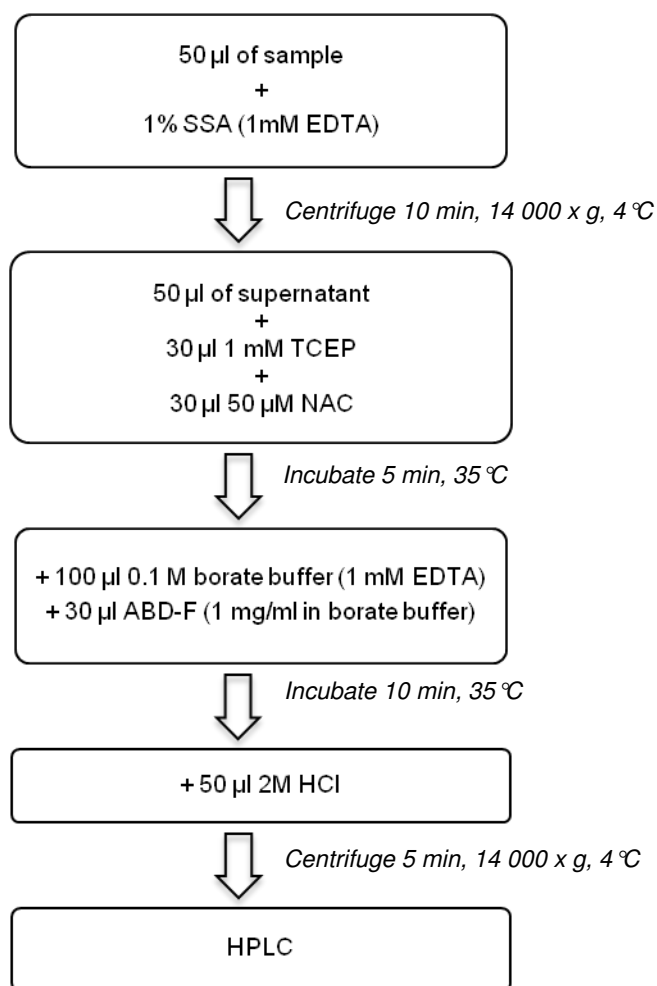 50 µl of sample
+
1% SSA (1mM EDTA)
Centrifuge 10 min, 14 000 x g, 4 °C
50 µl of supernatant
+
30 µl 1 mM TCEP
+
30 µl 50 µM NAC
Incubate 5 min, 35 °C
+ 100 µl 0.1 M borate buffer (1 mM EDTA)
+ 30 µl ABD-F (1 mg/ml in borate buffer)
Incubate 10 min, 35 °C
+ 50 µl 2M HCl
Centrifuge 5 min, 14 000 x g, 4 °C
HPLC